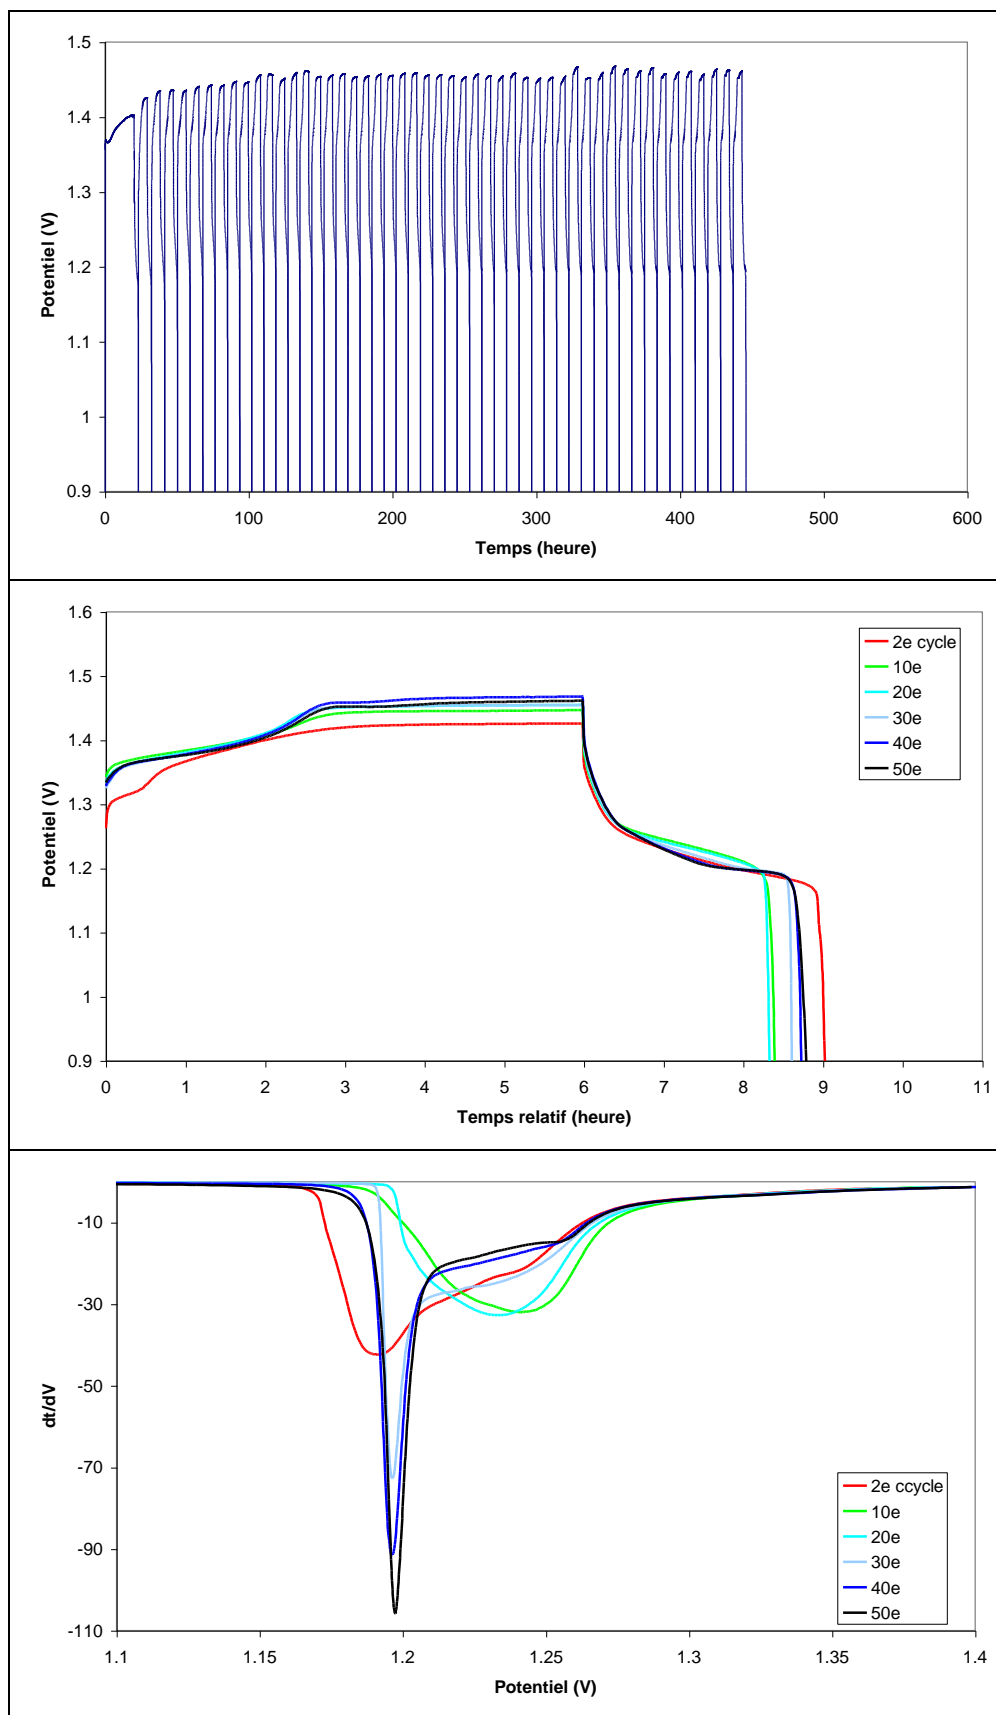 1.5
1.4
1.3
1.2
1.1
1
0.9
Potentiel (V)
0 100 200 300 400 500 600
Temps (heure)
1.6
1.5
1.4
1.3
1.2
1.1
1
0.9
Potentiel (V)
2e cycle
10e
20e
30e
40e
50e
0 1 2 3 4 5 6 7 8 9 10 11
Temps relatif (heure)
-10
-30
-50
-70
-90
-110
dt/dV
2e ccycle
10e
20e
30e
40e
50e
1.1 1.15 1.2 1.25 1.3 1.35 1.4
Potentiel (V)